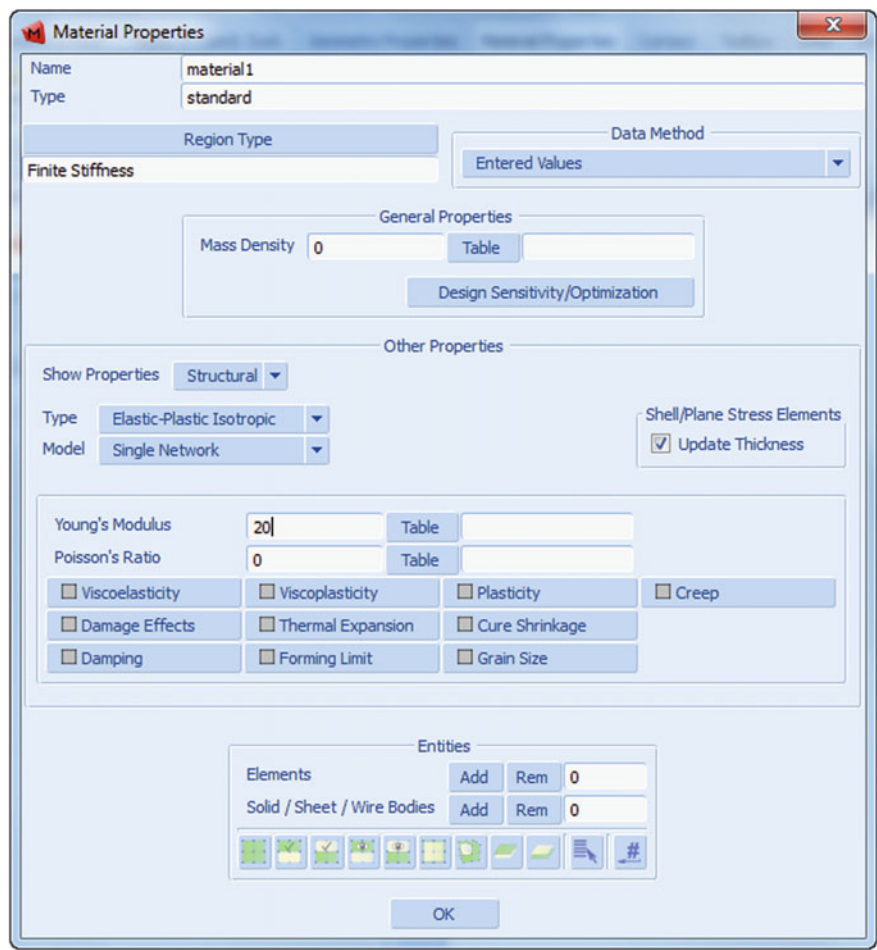 Material Properties
Name material1
Type standard
Region Type
Finite Stiffness
Data Method
Entered Values
General Properties
Mass Density 0 Table
Design Sensitivity/Optimization
Other Properties
Show Properties Structural
Type Elastic-Plastic Isotropic
Model Single Network
Shell/Plane Stress Elements
Update Thickness
Young's Modulus 20 Table
Poisson's Ratio 0 Table
Viscoelasticity Viscoplasticity Plasticity Creep
Damage Effects Thermal Expansion Cure Shrinkage
Damping Forming Limit Grain Size
Entities
Elements Add Rem 0
Solid / Sheet / Wire Bodies Add Rem 0
#
OK